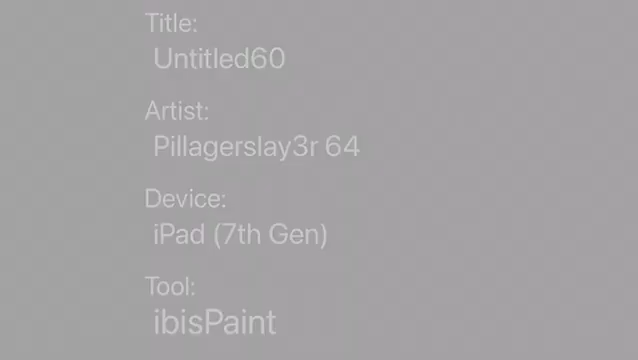 Title:
Untitled60
Artist:
Pillagerslay3r 64
Device:
iPad (7th Gen)
Tool:
ibisPaint